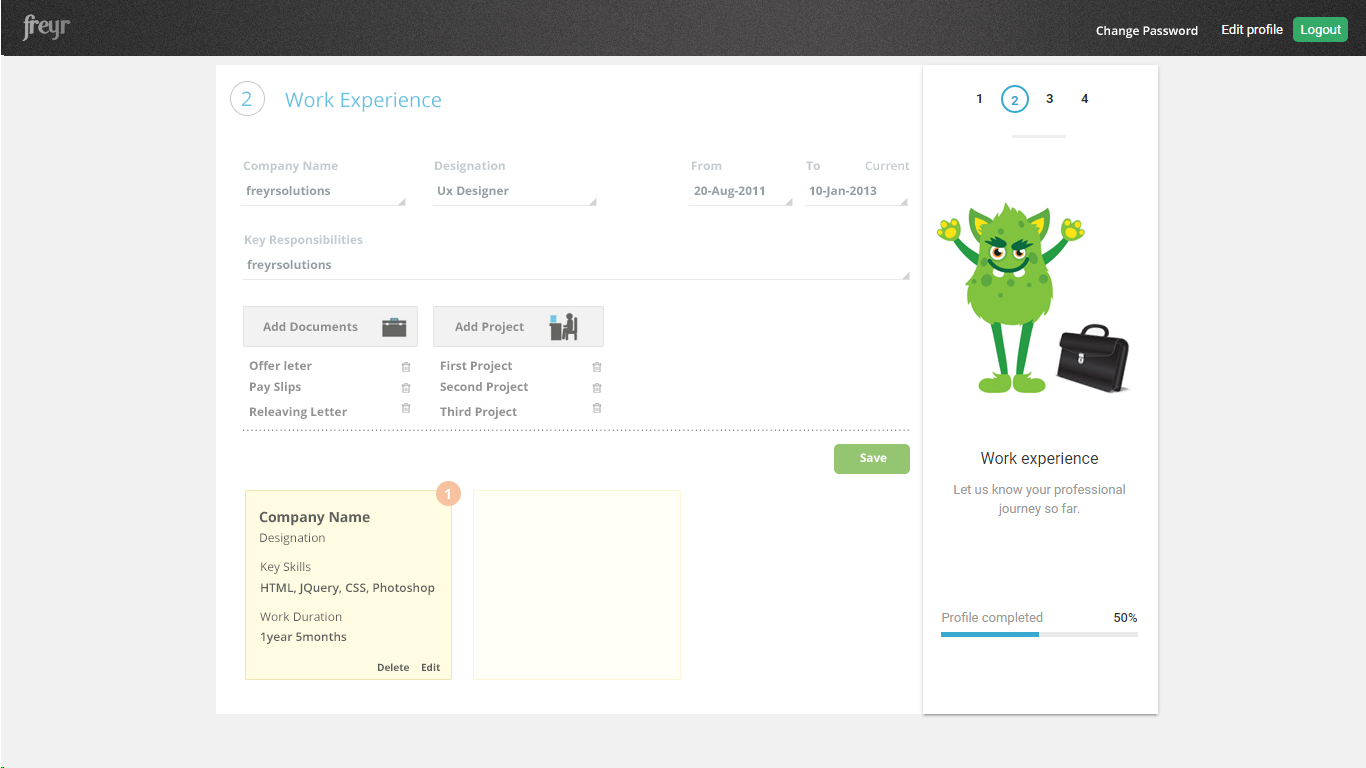 freyr
Change Password Edit profile Logout
2 Work Experience
Company Name Designation From To Current
freyrsolutions Ux Designer 20-Aug-2011 10-Jan-2013
Key Responsibilities
freyrsolutions
Add Documents Add Project
Offer leter First Project
Pay Slips Second Project
Releaving Letter Third Project
Save
1
Company Name
Designation
Key Skills
HTML, JQuery, CSS, Photoshop
Work Duration
1year 5months
Delete Edit
1 2 3 4
Work experience
Let us know your professional
journey so far.
Profile completed 50%